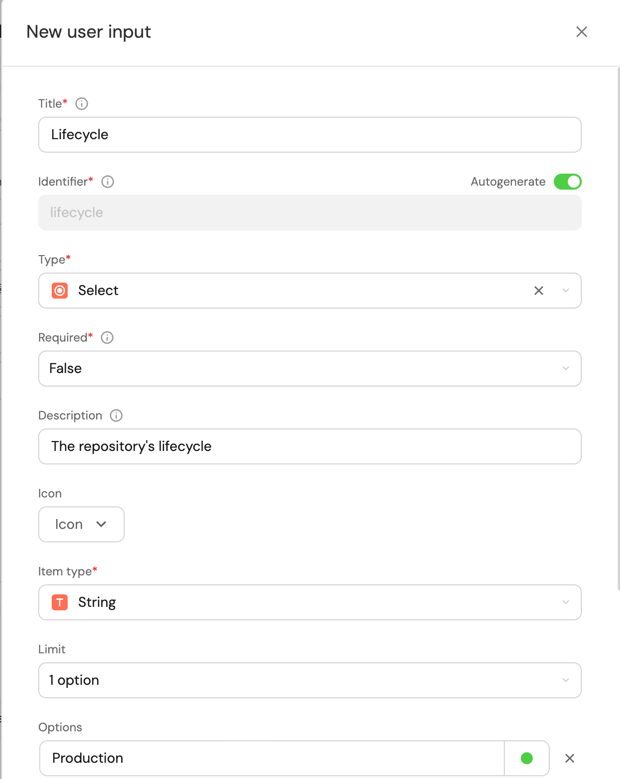 New user input
Title*
Lifecycle
Identifier*
Autogenerate
lifecycle
Type*
Select
Required*
False
Description
The repository's lifecycle
Icon
Icon
Item type*
T String
Limit
1 option
Options
Production